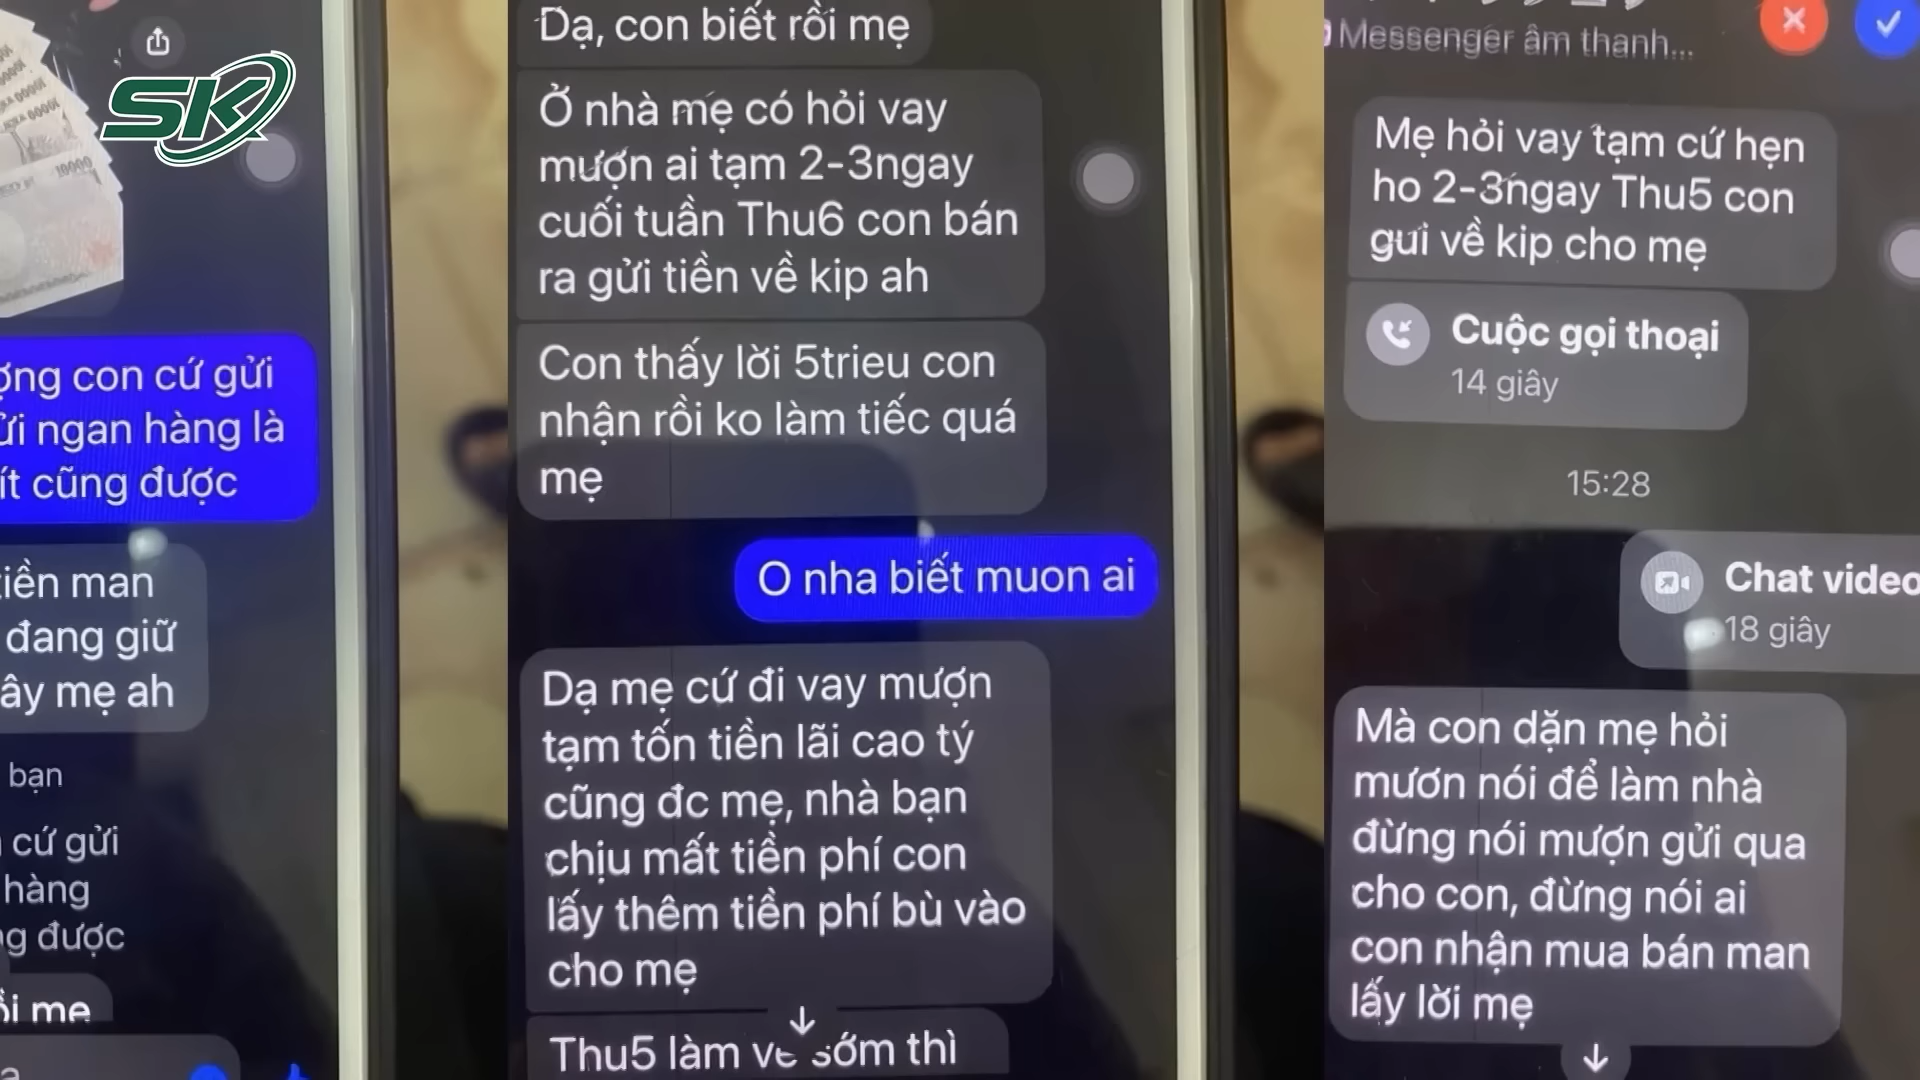 SK
10000
ợng con cứ gửi
ửi ngan hàng là
ít cũng được
tiền man
đang giữ
ây mẹ ah
bạn
cứ gửi
hàng
g được
ồi mẹ
Dạ, con biết rồi mẹ
Ở nhà mẹ có hỏi vay
mượn ai tạm 2-3ngay
cuối tuần Thu6 con bán
ra gửi tiền về kip ah
Con thấy lời 5trieu con
nhận rồi ko làm tiếc quá
mẹ
O nha biết muon ai
Dạ mẹ cứ đi vay mượn
tạm tốn tiền lãi cao tý
cũng đc mẹ, nhà bạn
chịu mất tiền phí con
lấy thêm tiền phí bù vào
cho mẹ
Thu5 làm về sớm thì
Messenger âm thanh...
Mẹ hỏi vay tạm cứ hẹn
ho 2-3ngay Thu5 con
gui về kip cho mẹ
Cuộc gọi thoại
14 giây
15:28
Chat video
18 giây
Mà con dặn mẹ hỏi
mươn nói để làm nhà
đừng nói mượn gửi qua
cho con, đừng nói ai
con nhận mua bán man
lấy lời mẹ